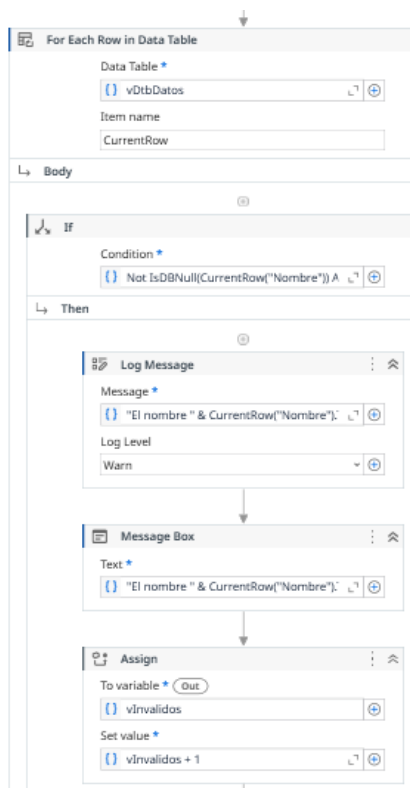 For Each Row in Data Table
Data Table *
vDtbDatos
Item name
CurrentRow
Body
If
Condition *
Not IsDBNull(CurrentRow("Nombre")) A
Then
Log Message
Message *
"El nombre " & CurrentRow("Nombre").
Log Level
Warn
Message Box
Text *
"El nombre " & CurrentRow("Nombre").
Assign
To variable * Out
vInvalidos
Set value *
vInvalidos + 1